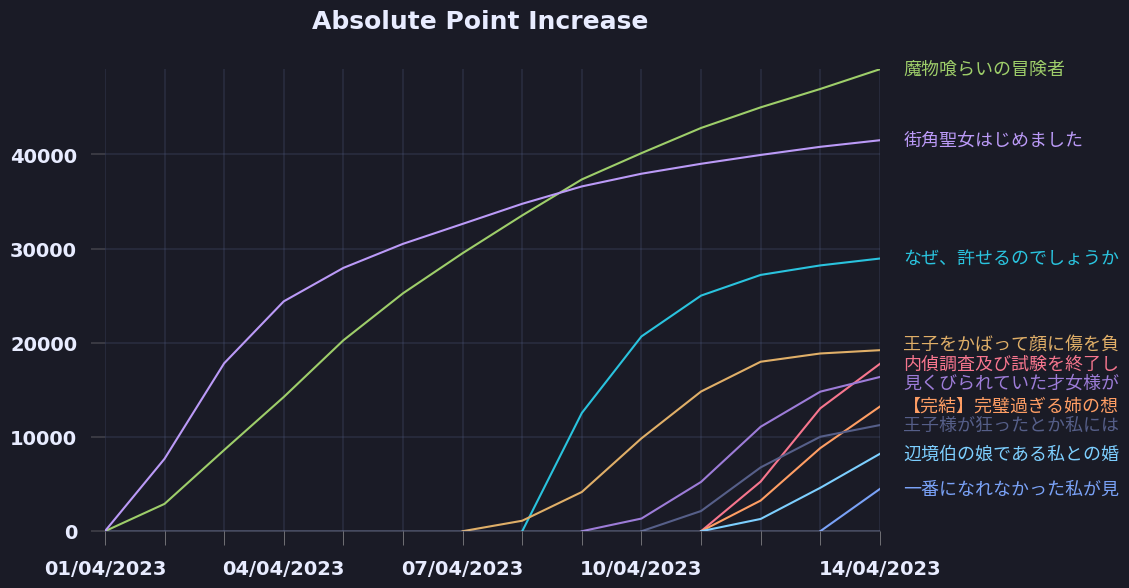 Absolute Point Increase
魔物喰らいの冒険者
街角聖女はじめました
なぜ、許せるのでしょうか
王子をかばって顔に傷を負
内偵調査及び試験を終了し
見くびられていた才女様が
【完結】完璧過ぎる姉の想
王子様が狂ったとか私には
辺境伯の娘である私との婚
一番になれなかった私が見
40000
30000
20000
10000
0
01/04/2023
04/04/2023
07/04/2023
10/04/2023
14/04/2023